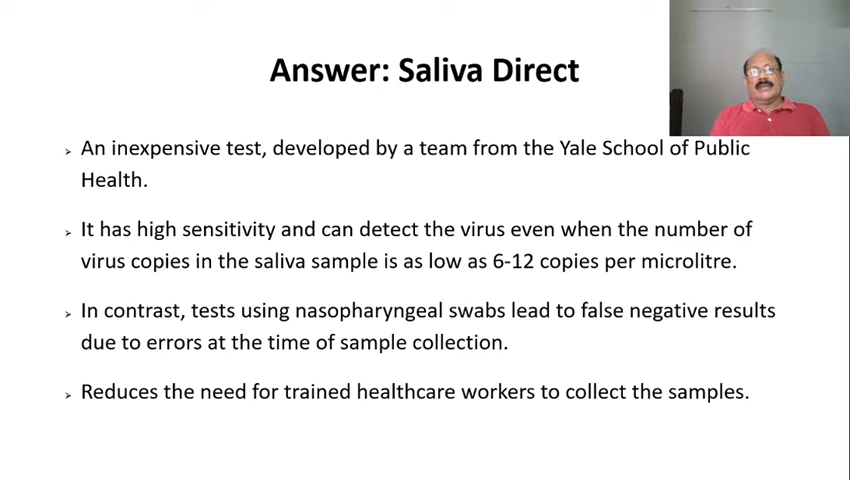 Answer: Saliva Direct
An inexpensive test, developed by a team from the Yale School of Public
Health.
It has high sensitivity and can detect the virus even when the number of
virus copies in the saliva sample is as low as 6-12 copies per microlitre.
In contrast, tests using nasopharyngeal swabs lead to false negative results
due to errors at the time of sample collection.
Reduces the need for trained healthcare workers to collect the samples.